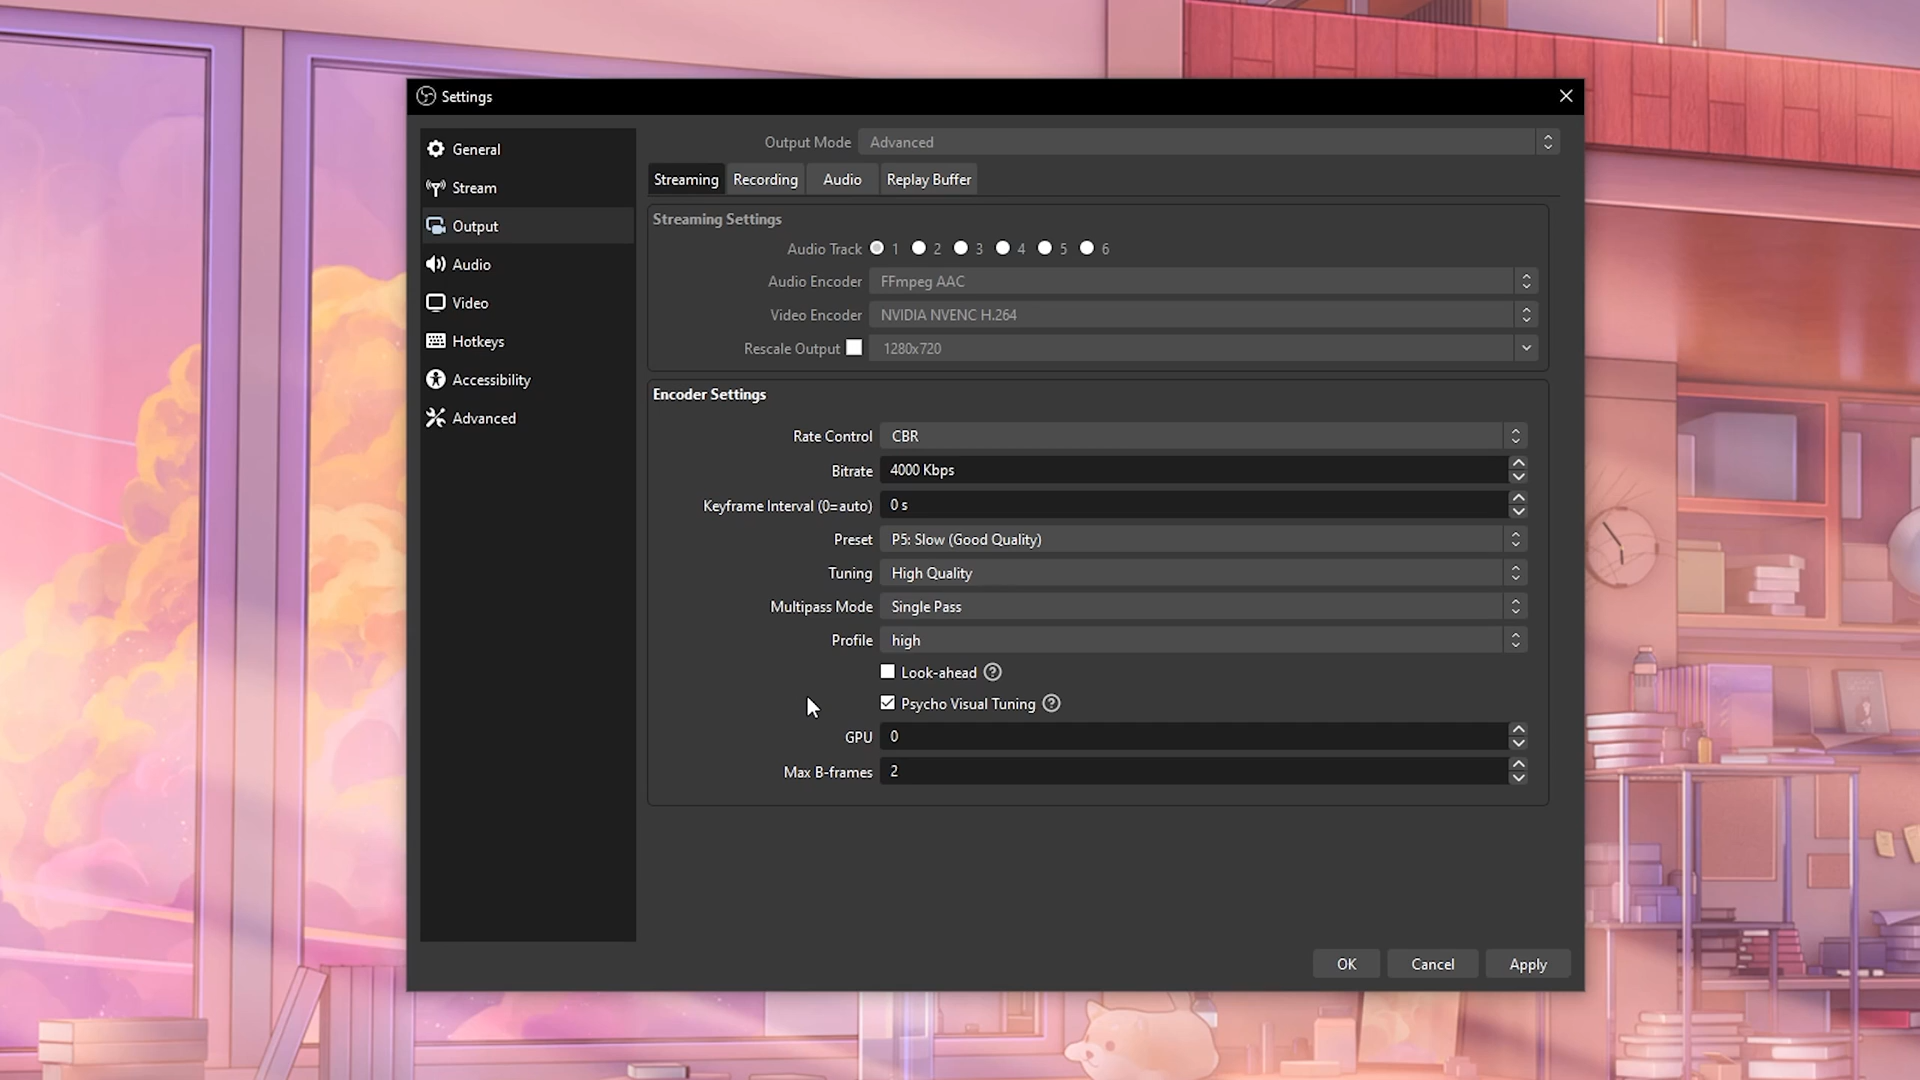 Settings
General
Stream
Output
Audio
Video
Hotkeys
Accessibility
Advanced
Output Mode Advanced
Streaming Recording Audio Replay Buffer
Streaming Settings
Audio Track 1 2 3 4 5 6
Audio Encoder FFmpeg AAC
Video Encoder NVIDIA NVENC H.264
Rescale Output 1280x720
Encoder Settings
Rate Control CBR
Bitrate 4000 Kbps
Keyframe Interval (0=auto) 0 s
Preset P5: Slow (Good Quality)
Tuning High Quality
Multipass Mode Single Pass
Profile high
Look-ahead ?
Psycho Visual Tuning ?
GPU 0
Max B-frames 2
OK Cancel Apply